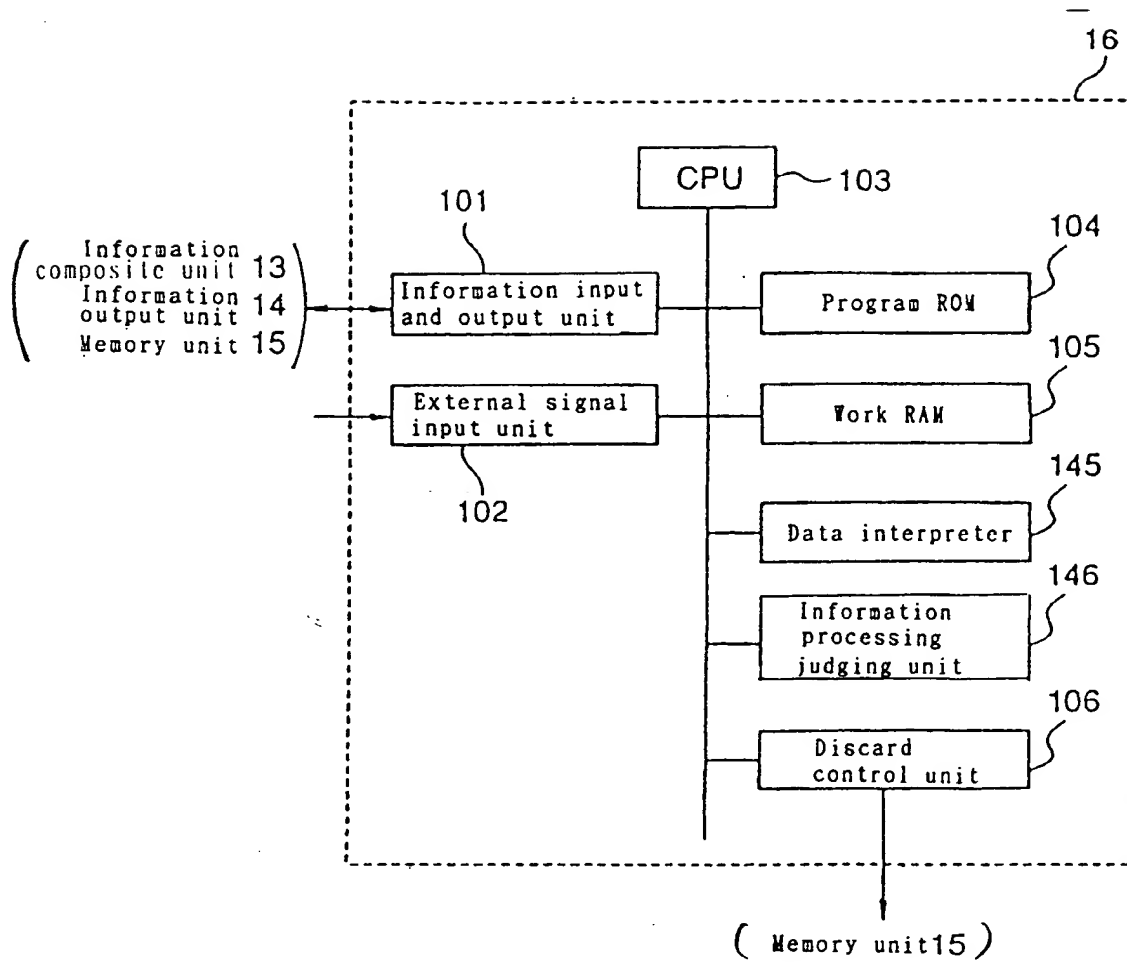 16
CPU
103
101
104
Information
composite unit 13
Information
output unit 14
Memory unit 15
Information input
and output unit
Program ROM
105
External signal
input unit
Work RAM
102
145
Data interpreter
146
Information
processing
judging unit
106
Discard
control unit
( Memory unit 15 )